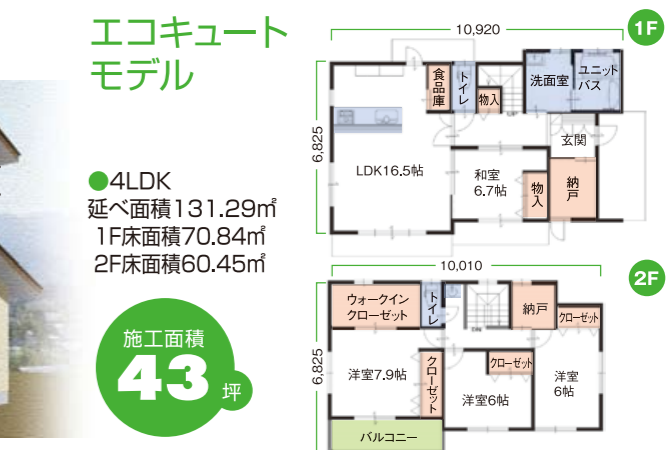 エコキュート
モデル
●4LDK
延べ面積131.29㎡
1F床面積70.84㎡
2F床面積60.45㎡
施工面積
43坪
1F
10,920
6,825
食品庫
トイレ
物入
洗面室
ユニット
バス
UP
玄関
LDK16.5帖
和室
6.7帖
物入
納戸
2F
10,010
6,825
ウォークイン
クローゼット
トイレ
DN
納戸
クローゼット
洋室7.9帖
クローゼット
クローゼット
洋室6帖
洋室
6帖
バルコニー